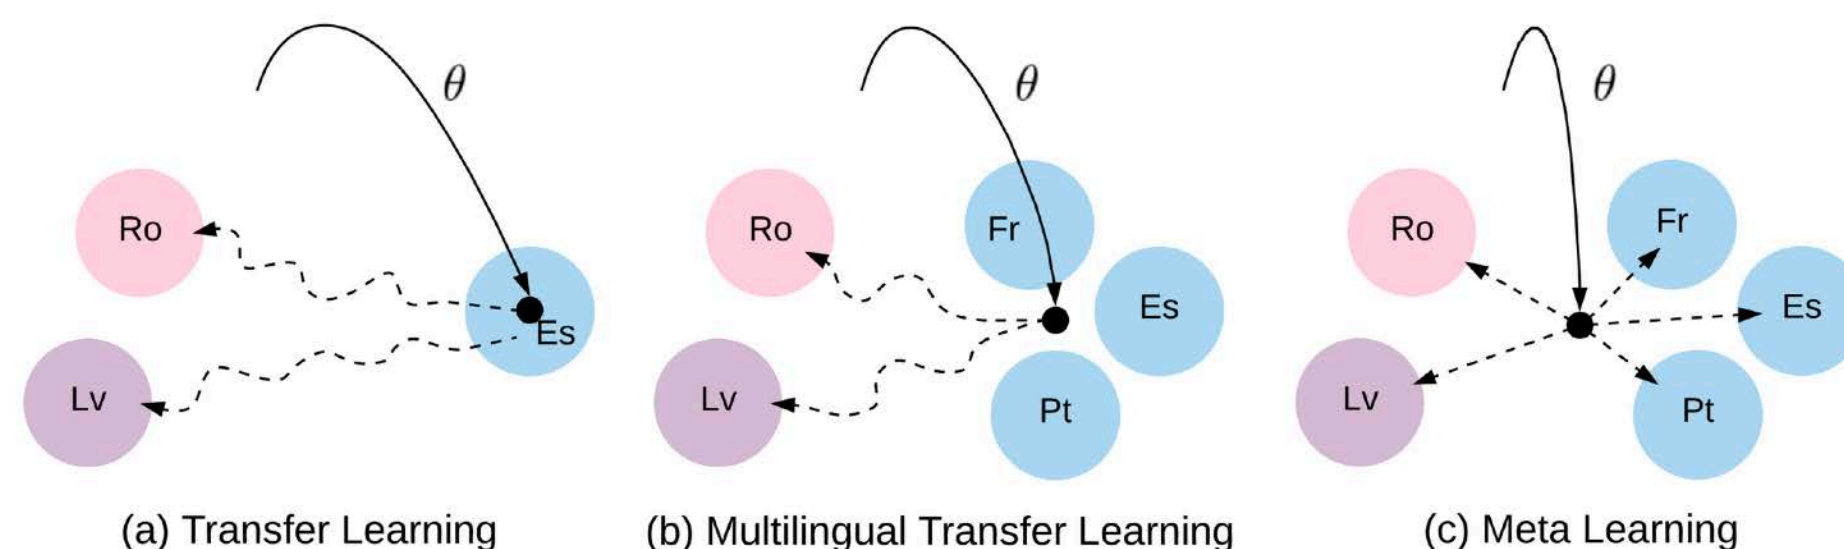 θ
Ro
Es
Lv
(a) Transfer Learning
θ
Ro
Fr
Es
Lv
Pt
(b) Multilingual Transfer Learning
θ
Ro
Fr
Es
Lv
Pt
(c) Meta Learning